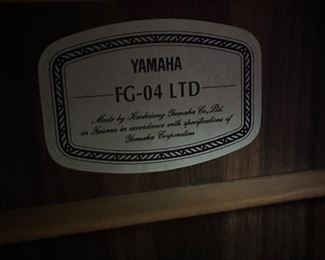 YAMAHA
FG-04 LTD
Made by Kaohsiung Yamaha Co., Ltd.
in Taiwan in accordance with specifications of
Yamaha Corporation